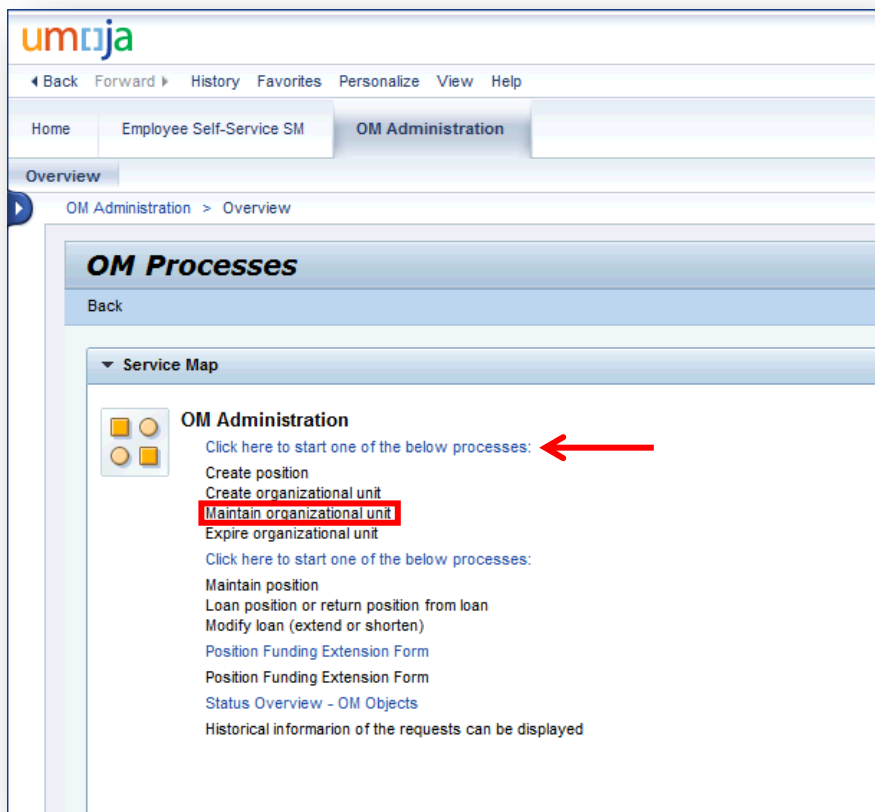 umoja
Back Forward History Favorites Personalize View Help
Home Employee Self-Service SM OM Administration
Overview
OM Administration > Overview
OM Processes
Back
Service Map
OM Administration
Click here to start one of the below processes:
Create position
Create organizational unit
Maintain organizational unit
Expire organizational unit
Click here to start one of the below processes:
Maintain position
Loan position or return position from loan
Modify loan (extend or shorten)
Position Funding Extension Form
Position Funding Extension Form
Status Overview - OM Objects
Historical informarion of the requests can be displayed